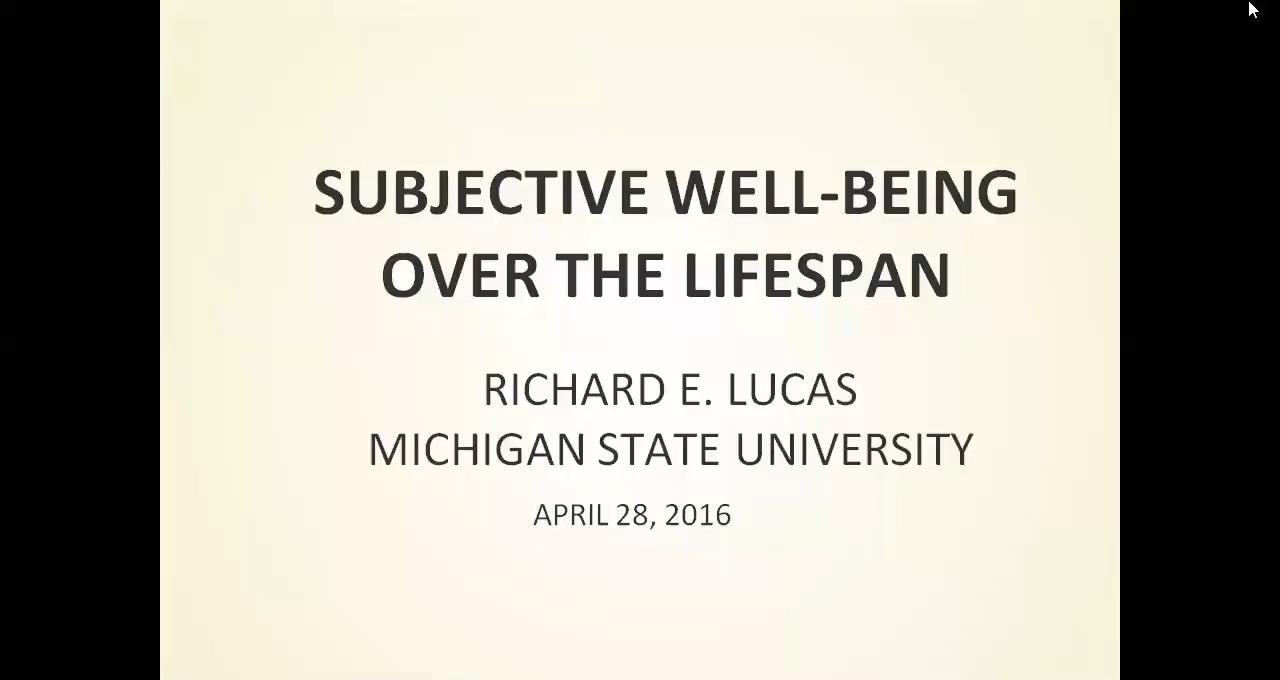 SUBJECTIVE WELL-BEING
OVER THE LIFESPAN
RICHARD E. LUCAS
MICHIGAN STATE UNIVERSITY
APRIL 28, 2016